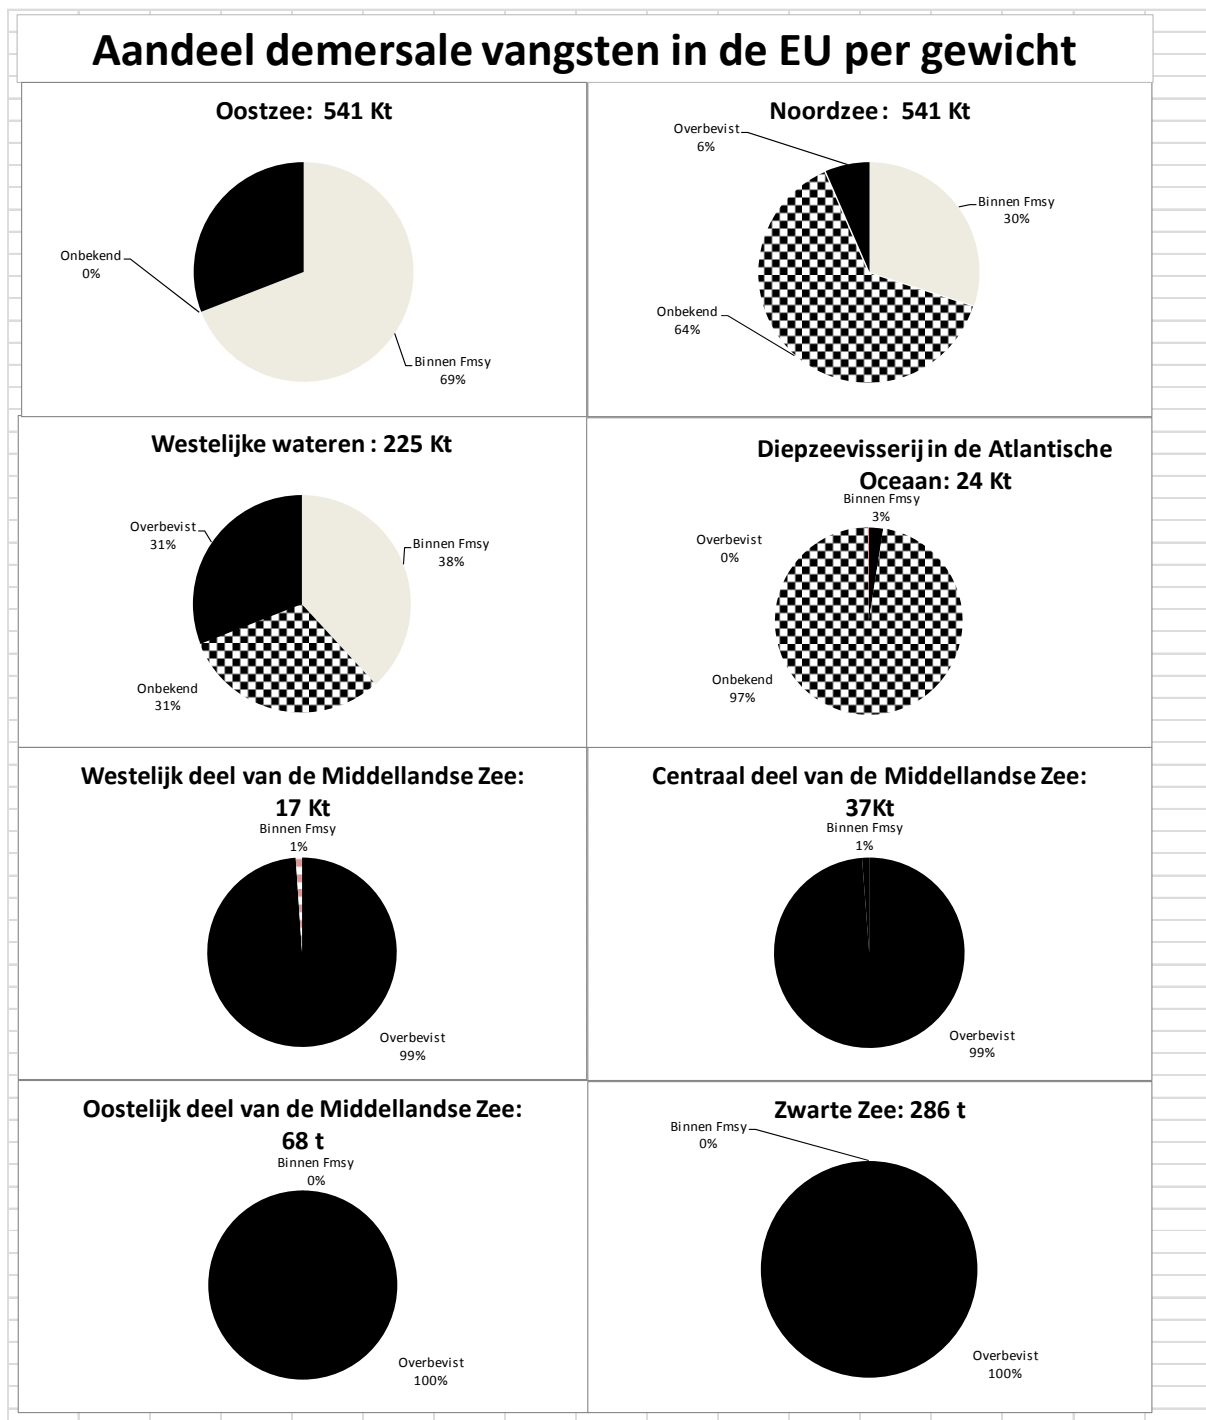 Aandeel demersale vangsten in de EU per gewicht
Oostzee: 541 Kt
Onbekend
0%
Binnen Fmsy
69%
Noordzee : 541 Kt
Overbevist
6%
Binnen Fmsy
30%
Onbekend
64%
Westelijke wateren : 225 Kt
Overbevist
31%
Binnen Fmsy
38%
Onbekend
31%
Diepzeevisserij in de Atlantische
Oceaan: 24 Kt
Binnen Fmsy
3%
Overbevist
0%
Onbekend
97%
Westelijk deel van de Middellandse Zee:
17 Kt
Binnen Fmsy
1%
Overbevist
99%
Centraal deel van de Middellandse Zee:
37Kt
Binnen Fmsy
1%
Overbevist
99%
Oostelijk deel van de Middellandse Zee:
68 t
Binnen Fmsy
0%
Overbevist
100%
Zwarte Zee: 286 t
Binnen Fmsy
0%
Overbevist
100%